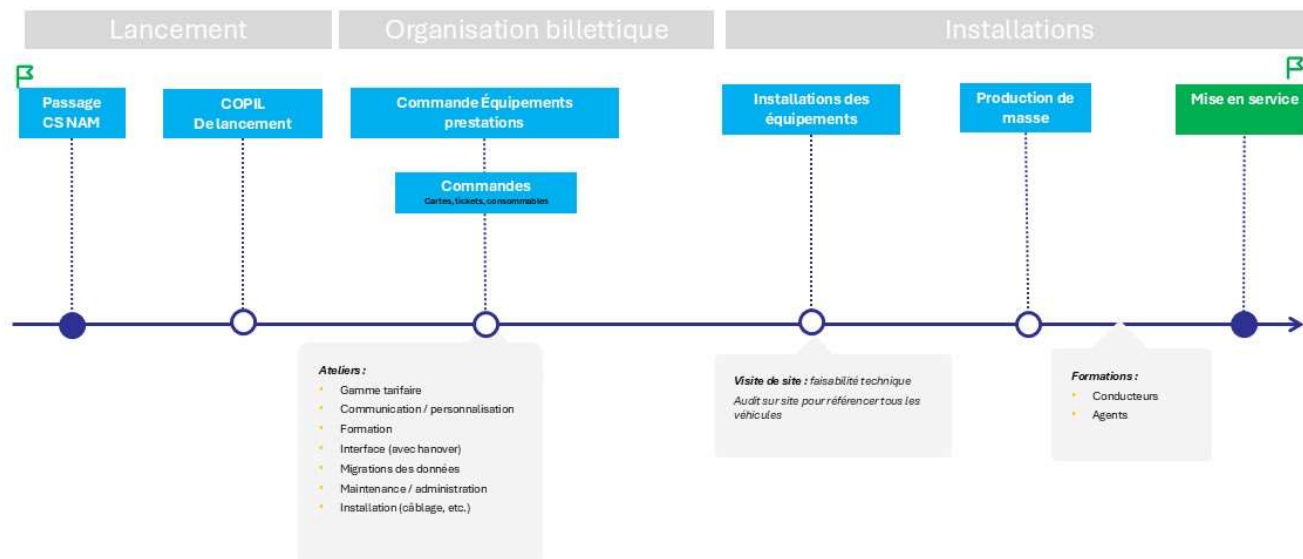 Lancement
Organisation billettique
Installations
Passage
CS NAM
COPIL
De lancement
Commande Équipements
prestations
Commandes
Cartes, tickets, consommables
Installations des
équipements
Production de
masse
Mise en service
Ateliers :
Gamme tarifaire
Communication / personnalisation
Formation
Interface (avec hanover)
Migrations des données
Maintenance / administration
Installation (câblage, etc.)
Visite de site : faisabilité technique
Audit sur site pour référencer tous les
véhicules
Formations :
Conducteurs
Agents